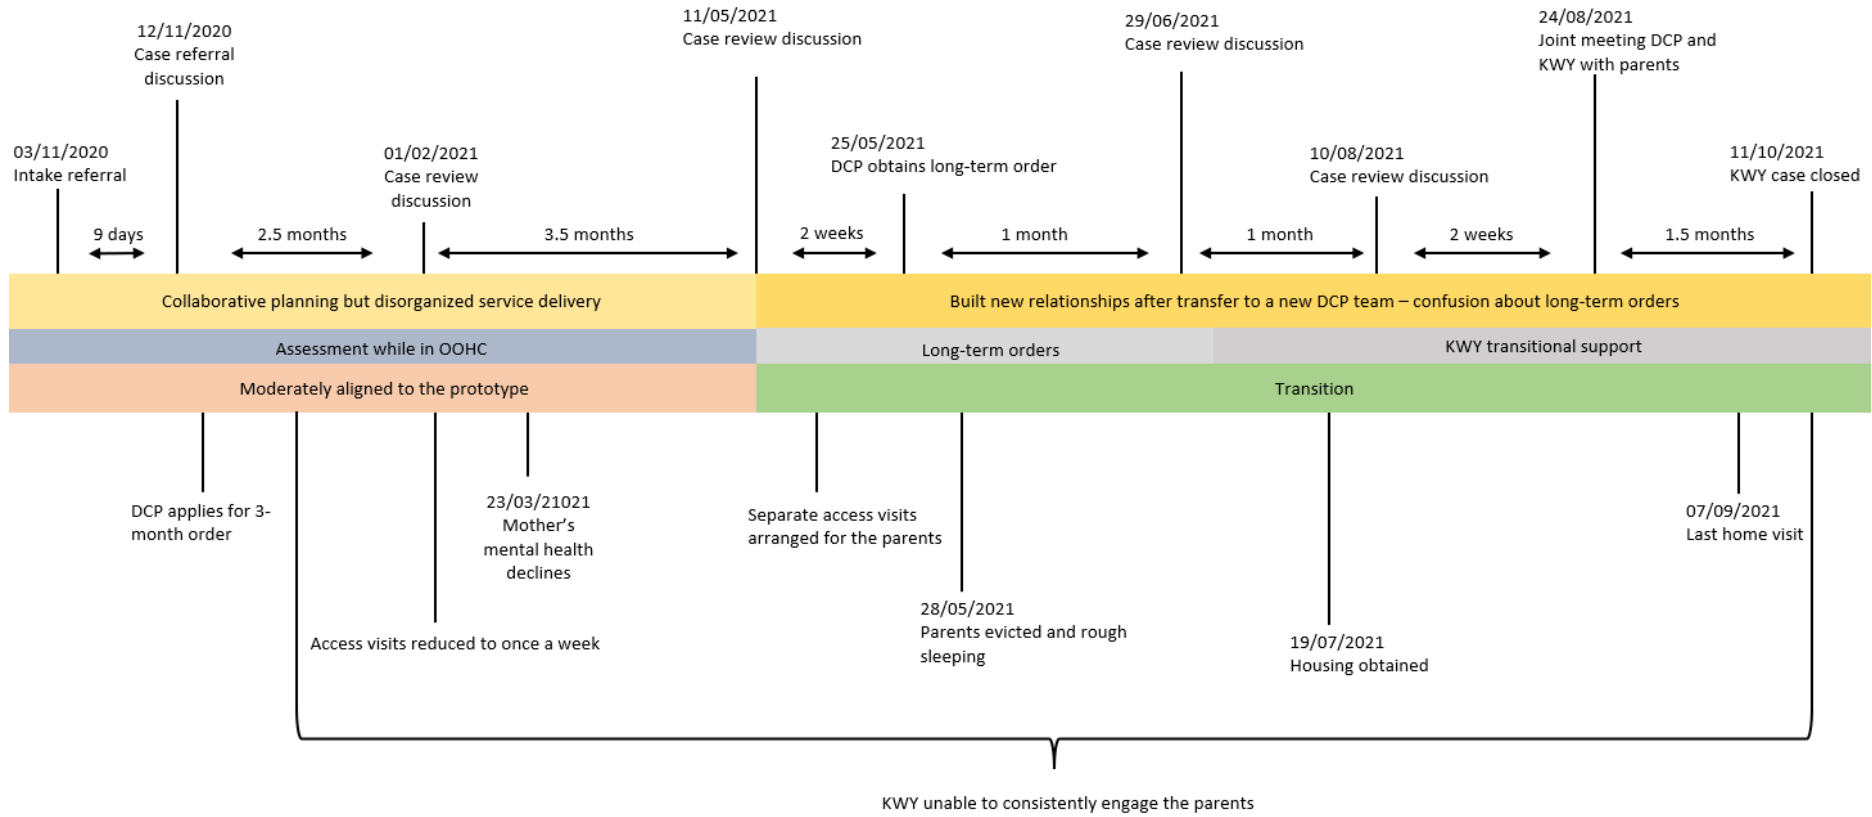 12/11/2020
Case referral
discussion
11/05/2021
Case review discussion
29/06/2021
Case review discussion
24/08/2021
Joint meeting DCP and
KWY with parents
03/11/2020
Intake referral
01/02/2021
Case review
discussion
25/05/2021
DCP obtains long-term order
10/08/2021
Case review discussion
11/10/2021
KWY case closed
9 days
2.5 months
3.5 months
2 weeks
1 month
1 month
2 weeks
1.5 months
Collaborative planning but disorganized service delivery
Built new relationships after transfer to a new DCP team – confusion about long-term orders
Assessment while in OOHC
Long-term orders
KWY transitional support
Moderately aligned to the prototype
Transition
DCP applies for 3-
month order
23/03/21021
Mother’s
mental health
declines
Separate access visits
arranged for the parents
07/09/2021
Last home visit
Access visits reduced to once a week
28/05/2021
Parents evicted and rough
sleeping
19/07/2021
Housing obtained
KWY unable to consistently engage the parents